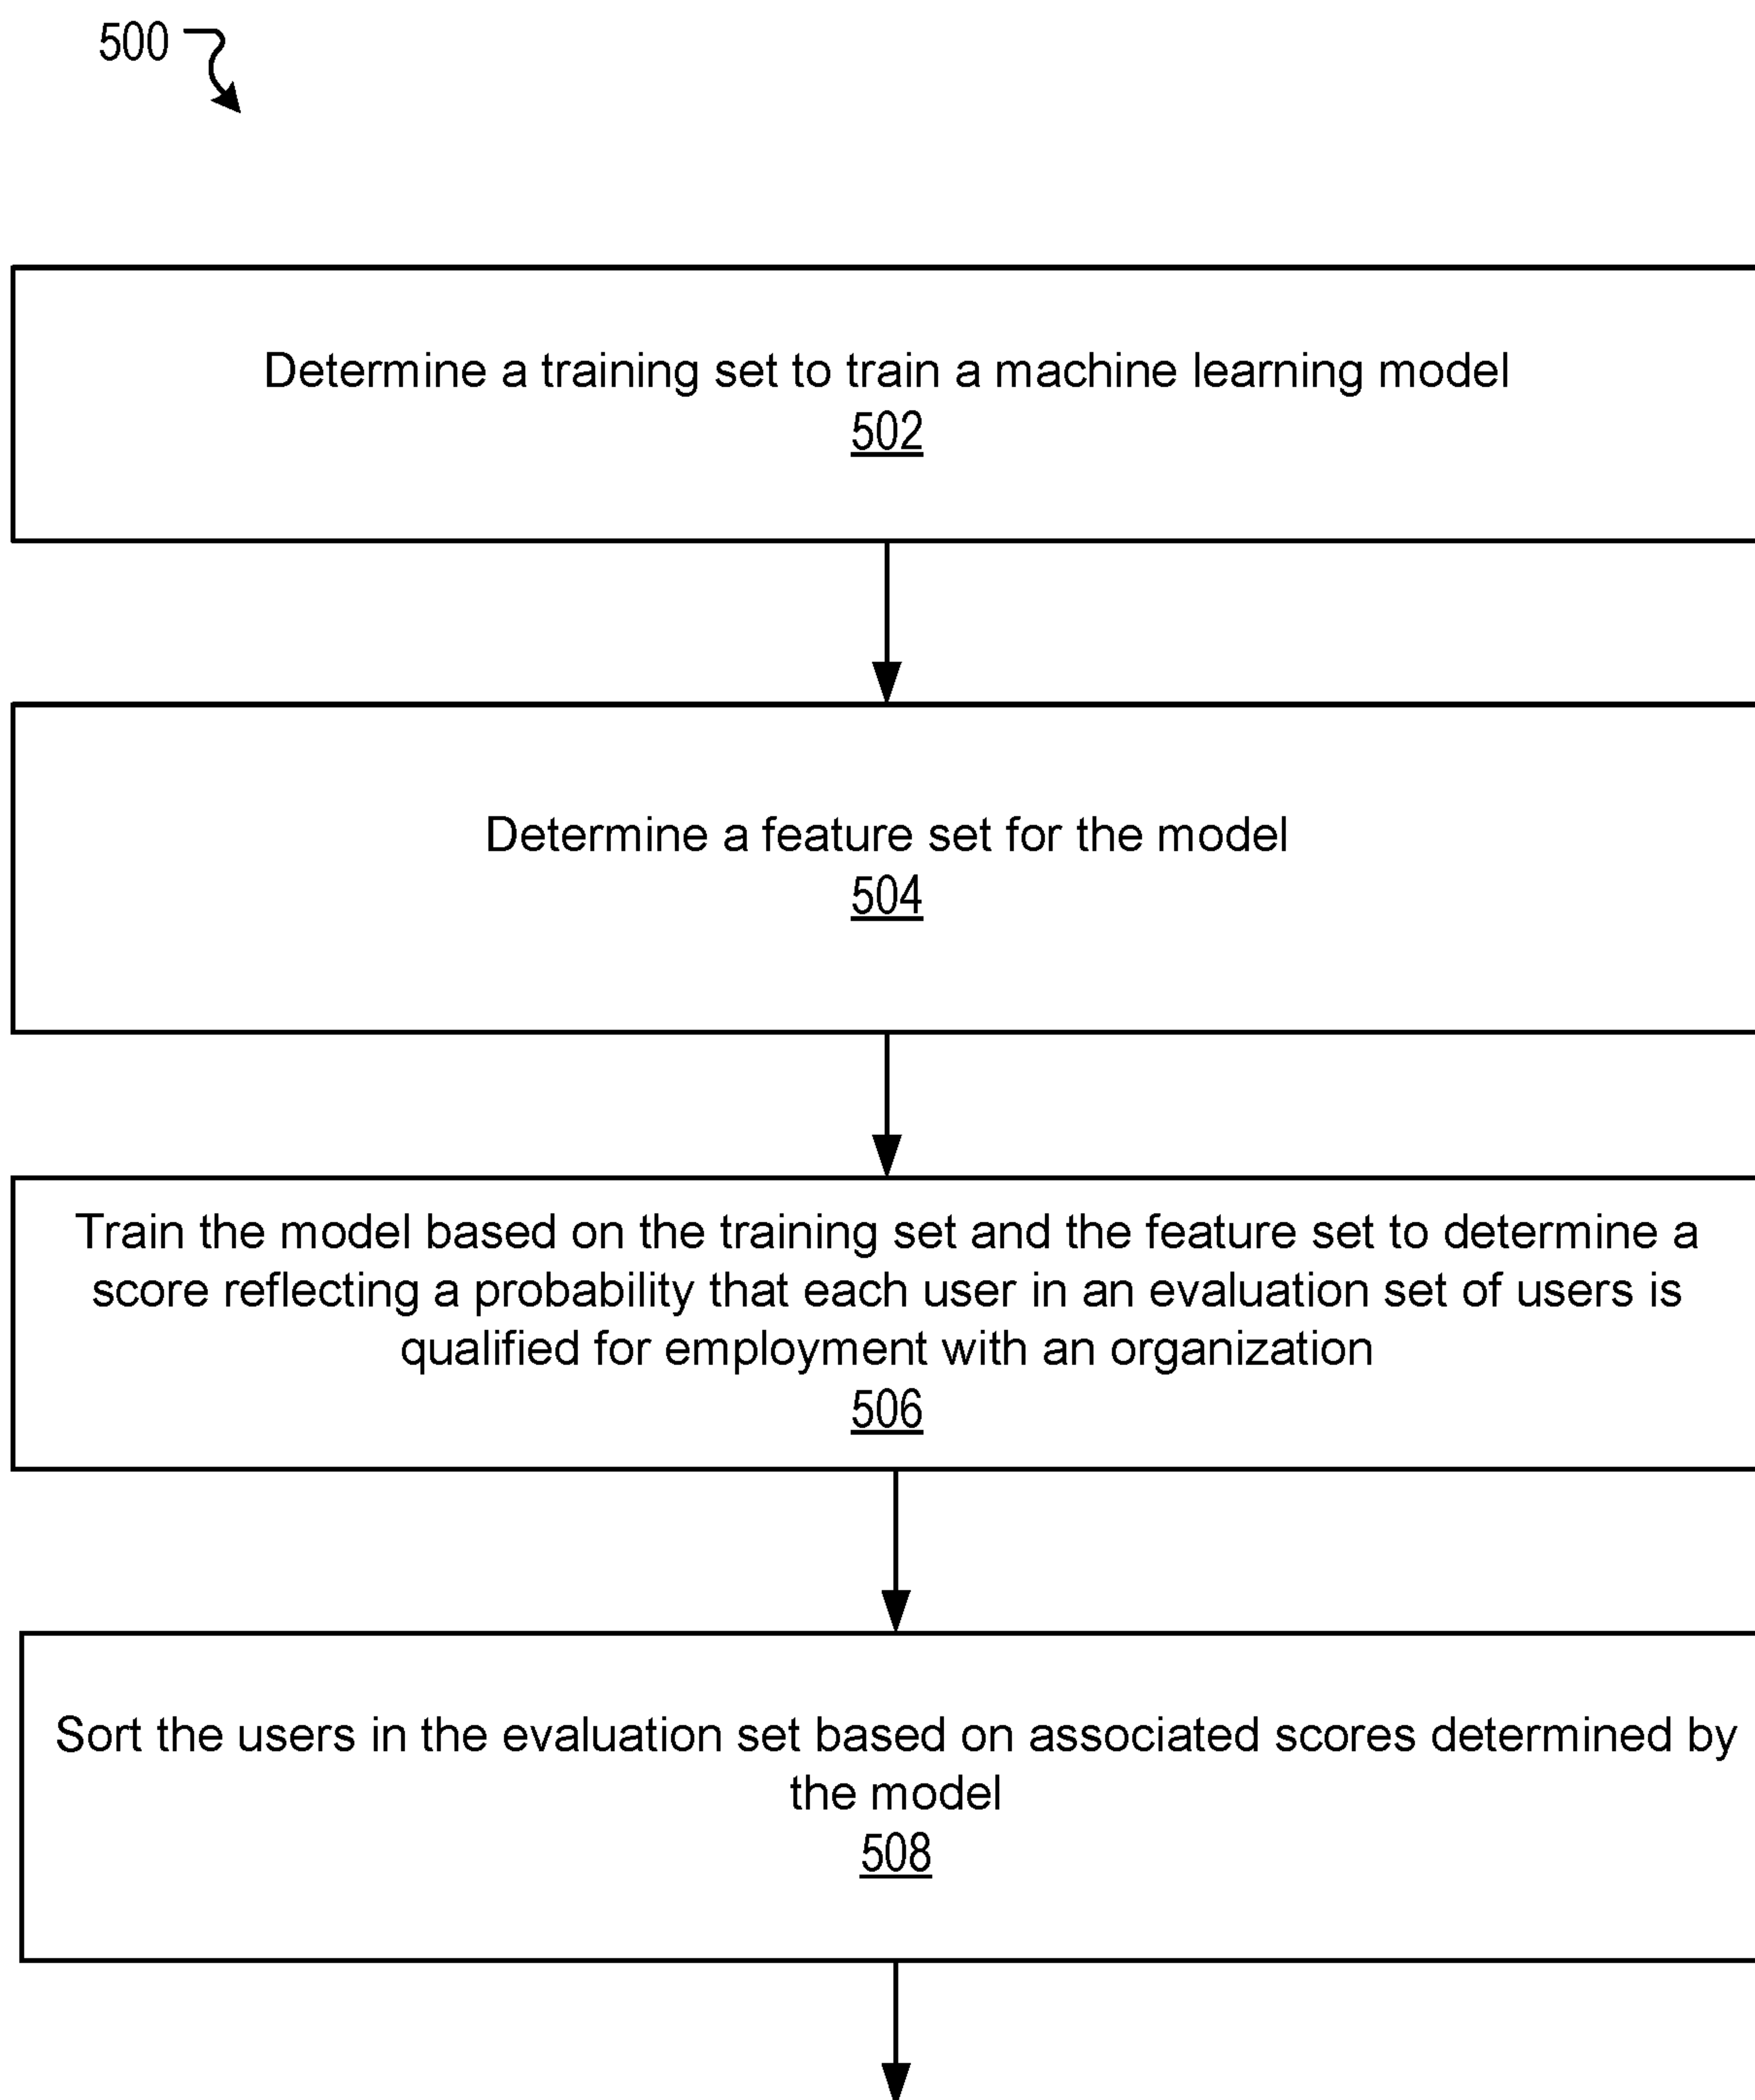 500
Determine a training set to train a machine learning model
502
Determine a feature set for the model
504
Train the model based on the training set and the feature set to determine a
score reflecting a probability that each user in an evaluation set of users is
qualified for employment with an organization
506
Sort the users in the evaluation set based on associated scores determined by
the model
508